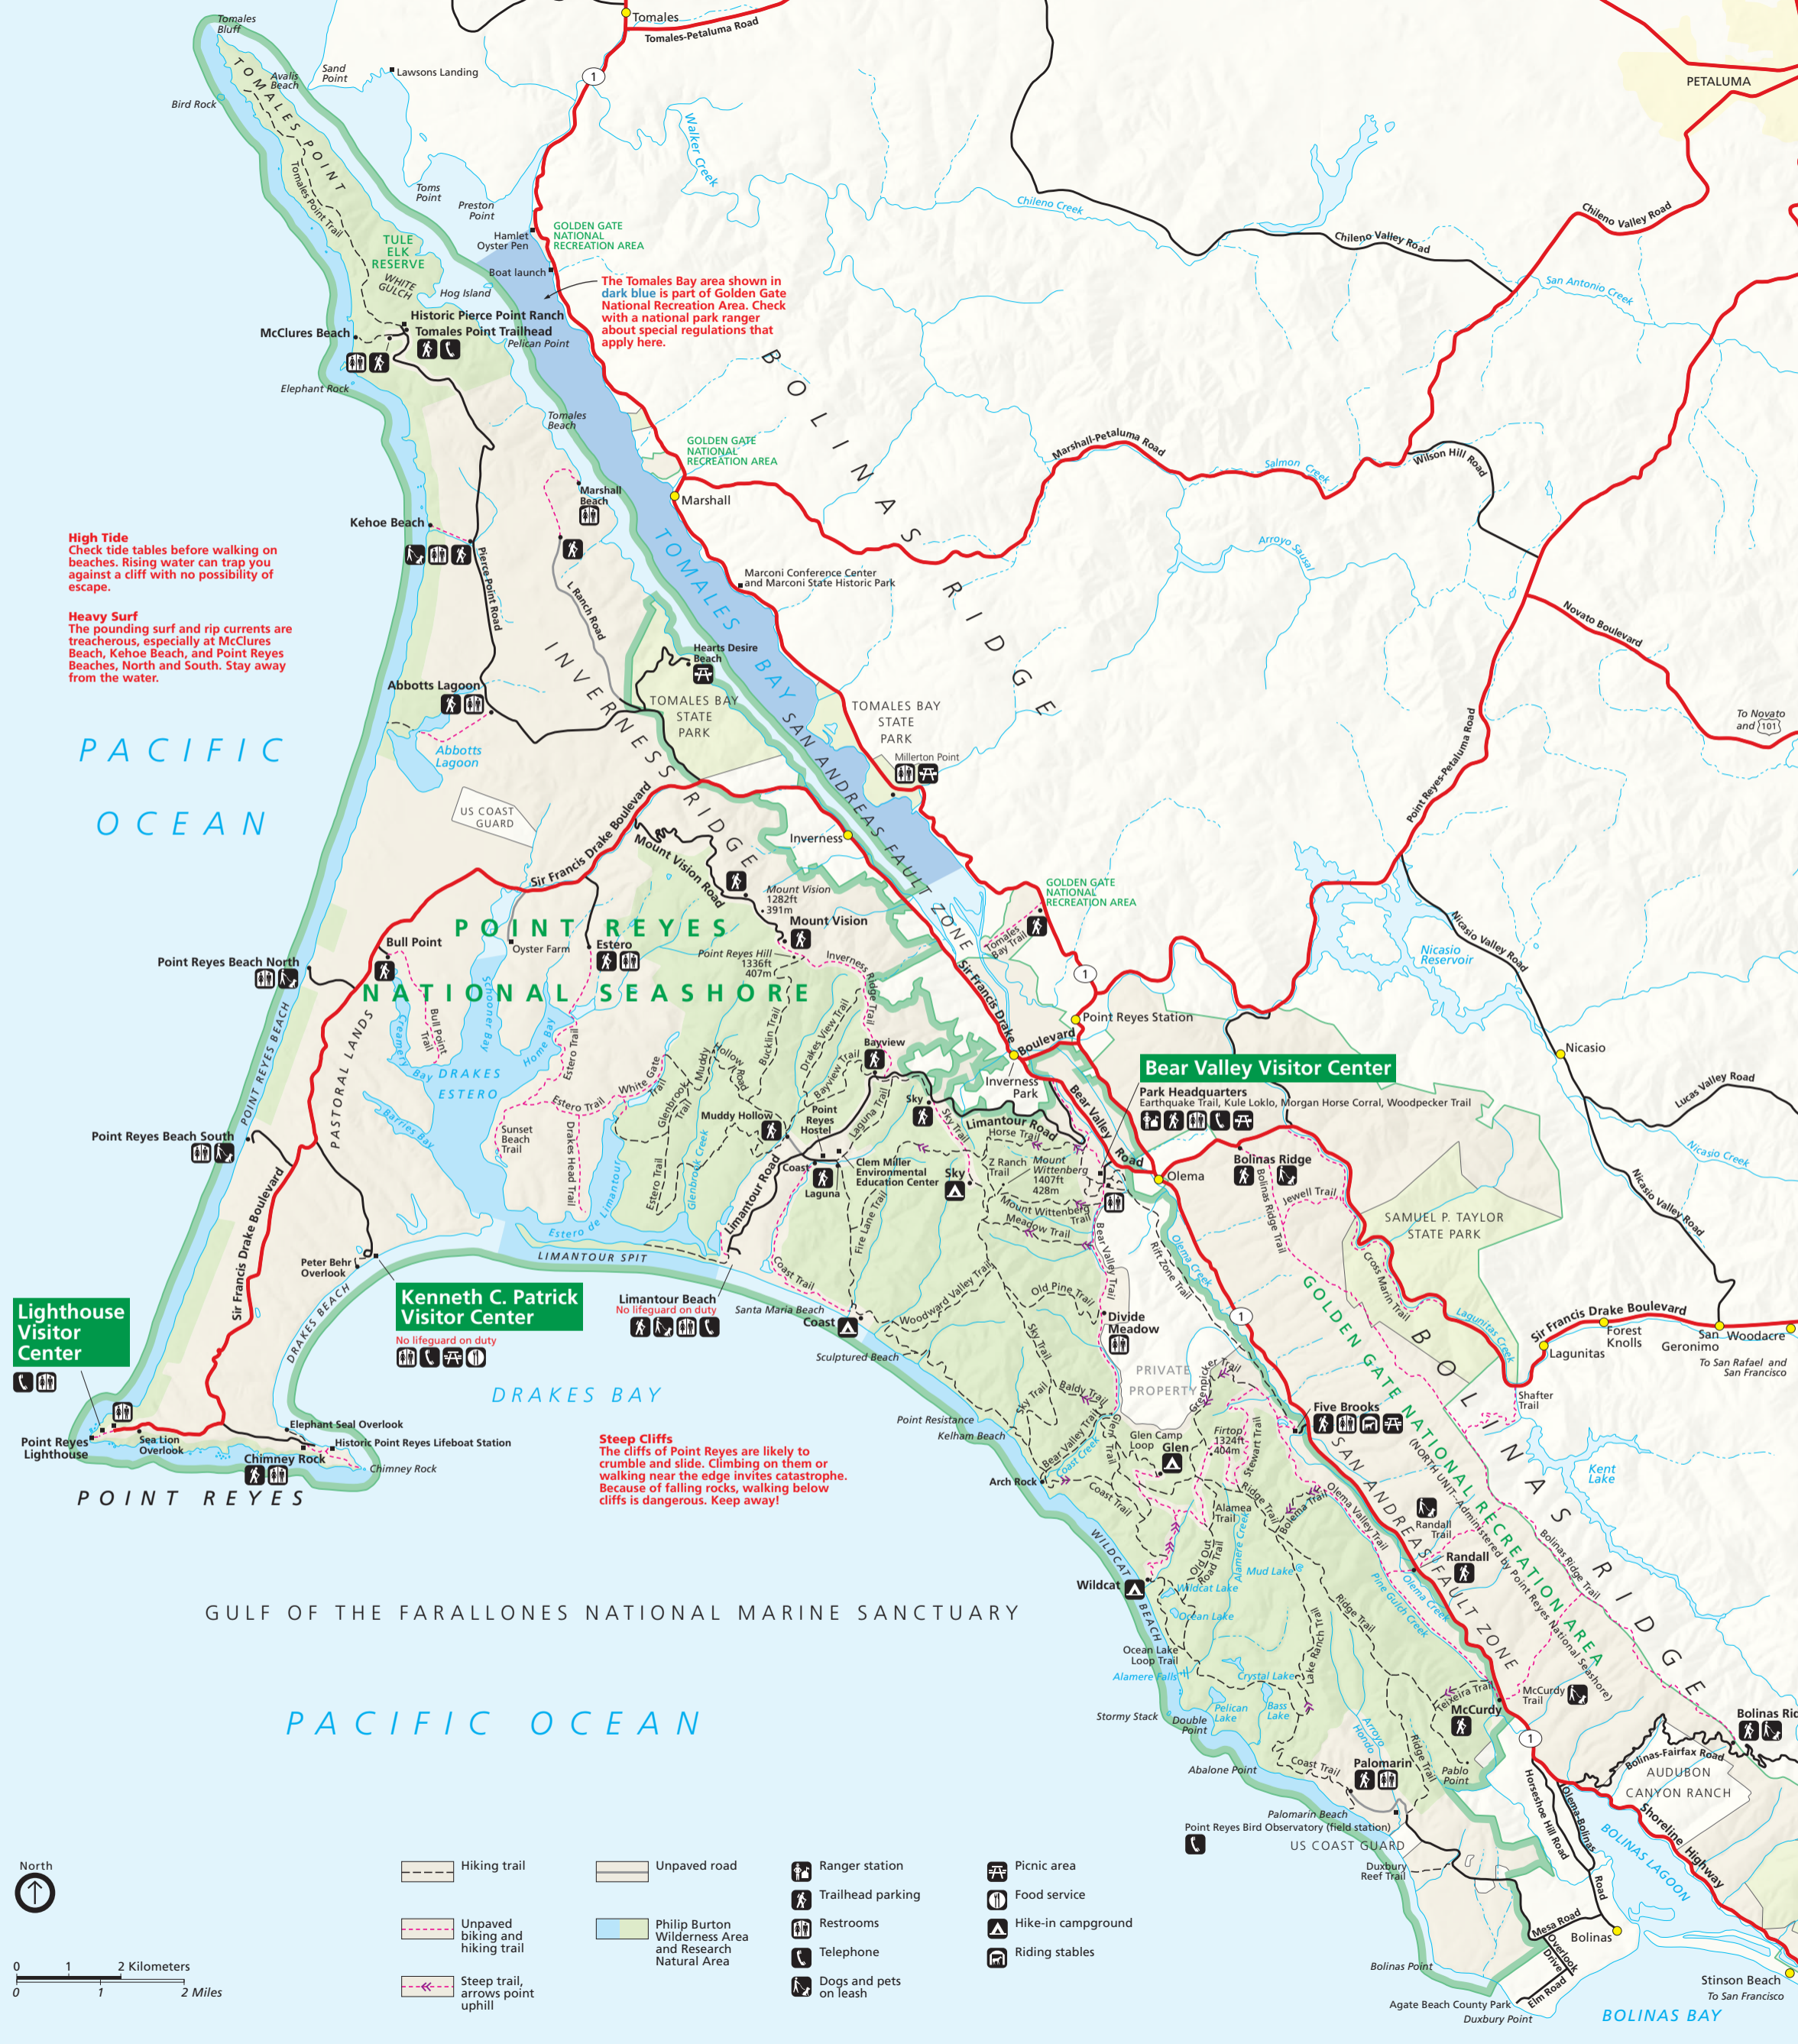 Tomales
Bluff
Tomales
Tomales-Petaluma Road
Sand
Point
Lawsons Landing
Avalis
Beach
1
PETALUMA
Bird Rock
TOMALES POINT
Tomales Point Trail
Walker Creek
Toms
Point
Preston
Point
Chileno Creek
Chileno Valley Road
Chileno Valley Road
Hamlet
Oyster Pen
GOLDEN GATE
NATIONAL
RECREATION AREA
TULE
ELK
RESERVE
WHITE
GULCH
Boat launch
Hog Island
The Tomales Bay area shown in
dark blue is part of Golden Gate
National Recreation Area. Check
with a national park ranger
about special regulations that
apply here.
San Antonio Creek
Historic Pierce Point Ranch
McClures Beach
Tomales Point Trailhead
Pelican Point
Elephant Rock
Tomales
Beach
BOLINAS RIDGE
GOLDEN GATE
NATIONAL
RECREATION AREA
Marshall-Petaluma Road
Salmon Creek
Wilson Hill Road
Marshall
Beach
Marshall
Kehoe Beach
High Tide
Check tide tables before walking on
beaches. Rising water can trap you
against a cliff with no possibility of
escape.
Heavy Surf
The pounding surf and rip currents are
treacherous, especially at McClures
Beach, Kehoe Beach, and Point Reyes
Beaches, North and South. Stay away
from the water.
Pierce Point Road
L Ranch Road
TOMALES BAY
Marconi Conference Center
and Marconi State Historic Park
Arroyo Sausal
Novato Boulevard
INVERNESS RIDGE
Hearts Desire
Beach
Abbotts Lagoon
TOMALES BAY
STATE
PARK
TOMALES BAY
STATE
PARK
To Novato
and 101
Point Reyes-Petaluma Road
PACIFIC
OCEAN
Abbotts
Lagoon
Millerton Point
SAN ANDREAS FAULT ZONE
US COAST
GUARD
Sir Francis Drake Boulevard
Mount Vision Road
Inverness
Mount Vision
1282ft
391m
GOLDEN GATE
NATIONAL
RECREATION AREA
POINT REYES
NATIONAL SEASHORE
Mount Vision
Tomales
Bay Trail
Nicasio
Reservoir
Nicasio Valley Road
Bull Point
Oyster Farm
Estero
Point Reyes Hill
1336ft
407m
Inverness Ridge Trail
Sir Francis Drake
Boulevard
1
Point Reyes Beach North
POINT REYES BEACH
PASTORAL LANDS
Creamery Bay
Bull Point
Trail
Schooner Bay
Home Bay
Estero Trail
Bucklin Trail
Drakes View Trail
Point Reyes Station
Nicasio
DRAKES
ESTERO
Muddy
Hollow
Road
Bayview
Bayview Trail
Bear Valley Visitor Center
Park Headquarters
Earthquake Trail, Kule Loklo, Morgan Horse Corral, Woodpecker Trail
Inverness
Park
Lucas Valley Road
White Gate
Trail
Glenbrook
Trail
Estero Trail
Barries Bay
Muddy Hollow
Point
Reyes
Hostel
Laguna Trail
Sky
Sky Trail
Limantour Road
Horse Trail
Bear Valley
Road
Point Reyes Beach South
Sunset
Beach
Trail
Drakes Head Trail
Glenbrook Creek
Estero Trail
Coast
Laguna
Clem Miller
Environmental
Education Center
Sky
Z Ranch
Trail
Mount
Wittenberg
1407ft
428m
Olema
Bolinas Ridge
Nicasio Creek
Nicasio Valley Road
Jewell Trail
Bolinas Ridge Trail
SAMUEL P. TAYLOR
STATE PARK
Mount Wittenberg
Trail
Meadow Trail
Fire Lane Trail
Limantour Road
Estero de Limantour
LIMANTOUR SPIT
Bear Valley Trail
Rift Zone Trail
Olema Creek
Cross Marin Trail
Sir Francis Drake Boulevard
Peter Behr
Overlook
DRAKES BEACH
Kenneth C. Patrick
Visitor Center
No lifeguard on duty
Lighthouse
Visitor
Center
Limantour Beach
No lifeguard on duty
Coast Trail
Santa Maria Beach
Coast
Sculptured Beach
Woodward Valley Trail
Old Pine Trail
Sky Trail
Divide
Meadow
1
GOLDEN GATE NATIONAL RECREATION AREA
(NORTH UNIT-Administered by Point Reyes National Seashore)
Lagunitas Creek
Sir Francis Drake Boulevard
Forest
Knolls
Lagunitas
San
Geronimo
Woodacre
To San Rafael and
San Francisco
PRIVATE
PROPERTY
DRAKES BAY
Baldy Trail
Sky Trail
Greenpicker Trail
Shafter
Trail
Point Resistance
Kelham Beach
Five Brooks
Elephant Seal Overlook
Historic Point Reyes Lifeboat Station
Sea Lion
Overlook
Point Reyes
Lighthouse
Chimney Rock
Chimney Rock
POINT REYES
Steep Cliffs
The cliffs of Point Reyes are likely to
crumble and slide. Climbing on them or
walking near the edge invites catastrophe.
Because of falling rocks, walking below
cliffs is dangerous. Keep away!
Arch Rock
Bear Valley Trail
Coast Creek
Glen Trail
Glen Camp
Loop
Glen
Firtop
1324ft
404m
Stewart Trail
Coast Trail
Ridge Trail
Bolema Trail
Olema Valley Trail
SAN ANDREAS FAULT ZONE
BOLINAS RIDGE
Kent
Lake
Alamea
Trail
Randall
Trail
Bolinas Ridge Trail
WILDCAT BEACH
Alamere Creek
Old Out
Road Trail
Mud Lake
Randall
Wildcat
Wildcat Lake
Ocean Lake
Pine
Gulch Creek
Olema Creek
GULF OF THE FARALLONES NATIONAL MARINE SANCTUARY
Ocean Lake
Loop Trail
Alamere Falls
Lake Ranch Trail
Ridge Trail
Crystal Lake
Pelican
Lake
Bass
Lake
Teixeira Trail
McCurdy
Trail
McCurdy
PACIFIC OCEAN
Stormy Stack
Double
Point
Arroyo
Hondo
Ridge Trail
1
Bolinas Rid
Bolinas-Fairfax Road
AUDUBON
CANYON RANCH
Abalone Point
Coast Trail
Palomarin
Pablo
Point
Palomarin Beach
Point Reyes Bird Observatory (field station)
US COAST GUARD
Horseshoe Hill Road
Olema-Bolinas
Road
Shoreline Highway
BOLINAS LAGOON
Duxbury
Reef Trail
Mesa Road
Overlook
Drive
Elm Road
Bolinas
Bolinas Point
Stinson Beach
To San Francisco
Agate Beach County Park
Duxbury Point
BOLINAS BAY
North
0 1 2 Kilometers
0 1 2 Miles
Hiking trail
Unpaved
biking and
hiking trail
Steep trail,
arrows point
uphill
Unpaved road
Philip Burton
Wilderness Area
and Research
Natural Area
Ranger station
Trailhead parking
Restrooms
Telephone
Dogs and pets
on leash
Picnic area
Food service
Hike-in campground
Riding stables